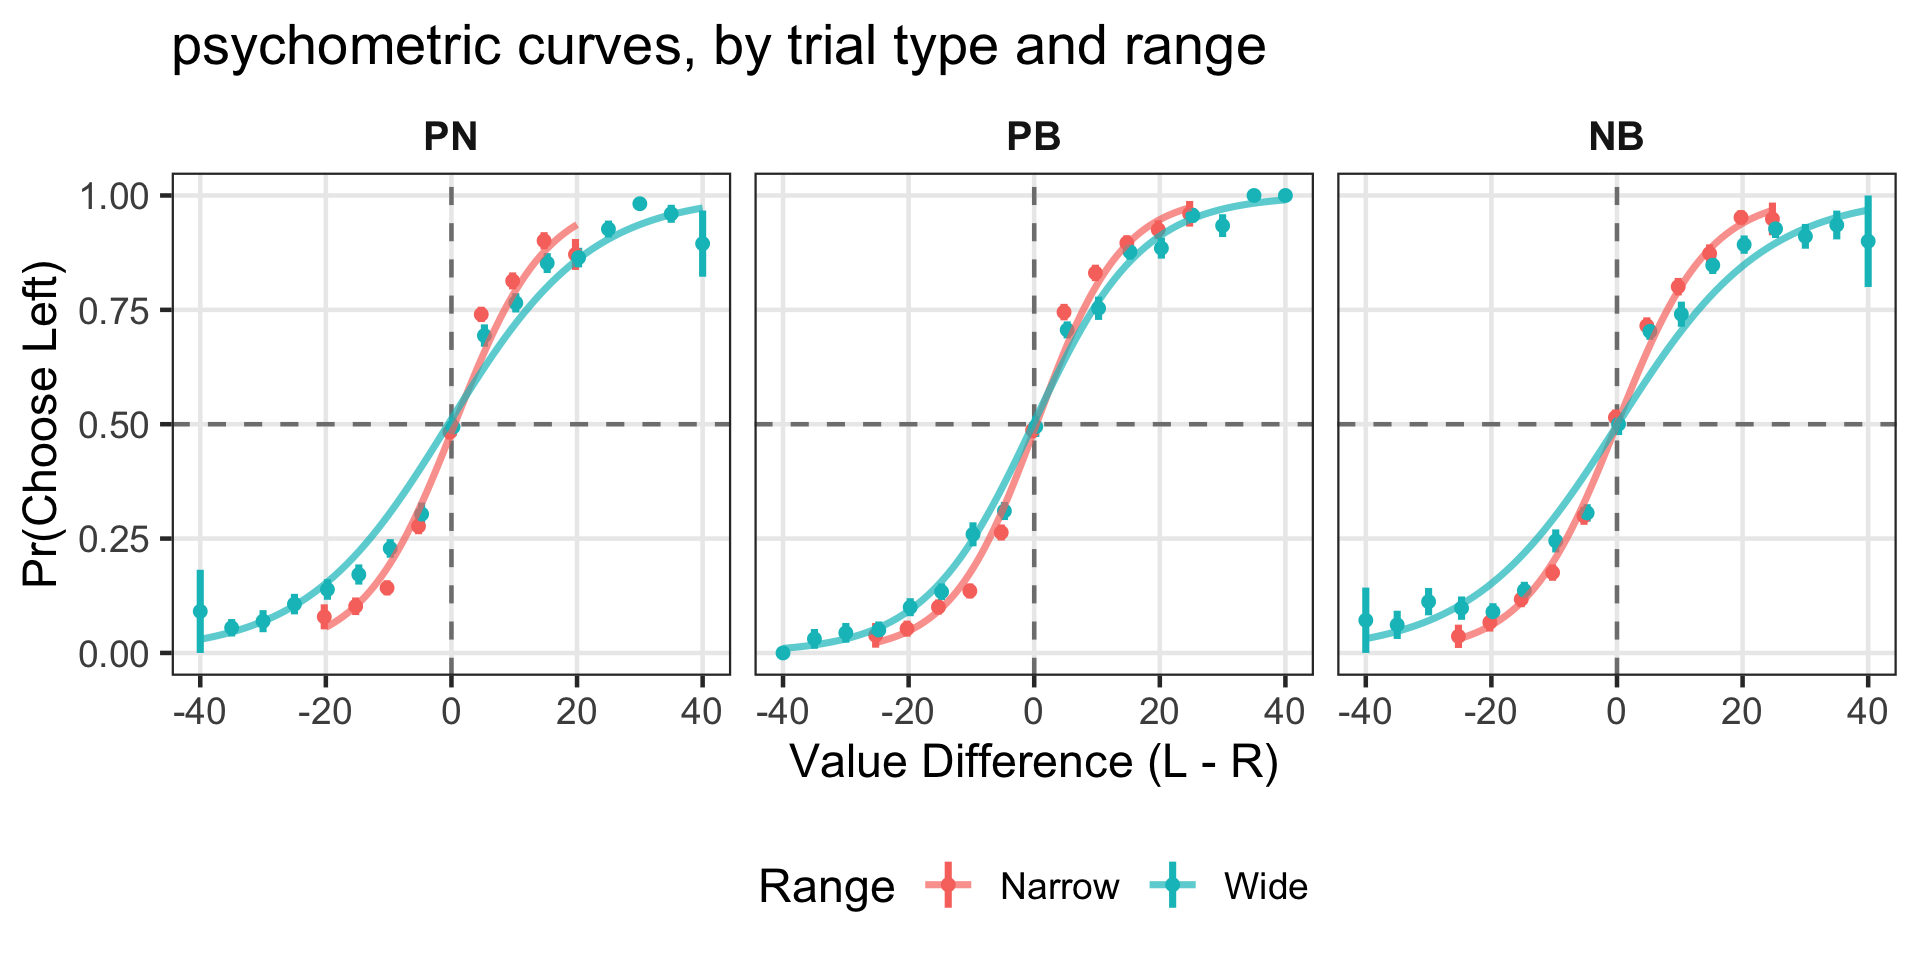 psychometric curves, by trial type and range
PN PB NB
Pr(Choose Left)
1.00
0.75
0.50
0.25
0.00
-40 -20 0 20 40 -40 -20 0 20 40 -40 -20 0 20 40
Value Difference (L - R)
Range Narrow Wide